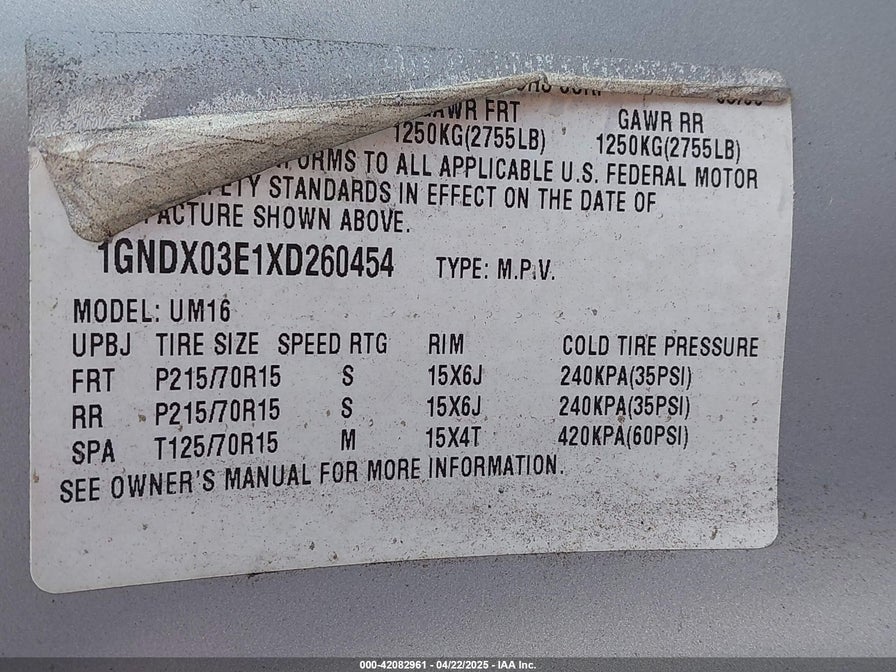 GAWR FRT GAWR RR
1250KG(2755LB) 1250KG(2755LB)
TO ALL APPLICABLE U.S. FEDERAL MOTOR
STANDARDS IN EFFECT ON THE DATE OF
SHOWN ABOVE.
1GNDX03E1XD260454 TYPE: M.P.V.
MODEL: UM16
UPBJ TIRE SIZE SPEED RTG RIM COLD TIRE PRESSURE
FRT P215/70R15 S 15X6J 240KPA(35PSI)
RR P215/70R15 S 15X6J 240KPA(35PSI)
SPA T125/70R15 M 15X4T 420KPA(60PSI)
SEE OWNER'S MANUAL FOR MORE INFORMATION.
000-42082961 - 04/22/2025 - IAA Inc.